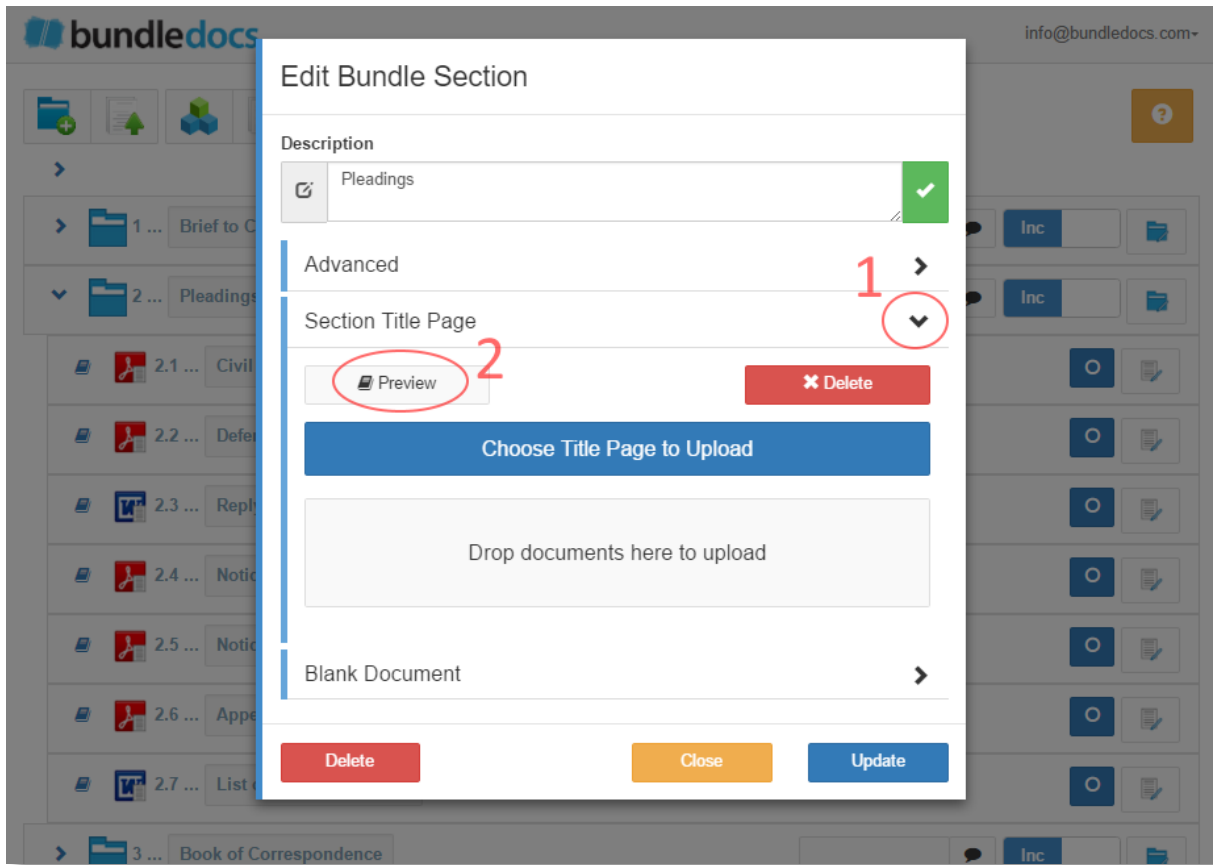 bundledocs
info@bundledocs.com
Edit Bundle Section
Description
Pleadings
1 ... Brief to C
Inc
Advanced
1
2 ... Pleadings
Inc
Section Title Page
2
2.1 ... Civil
O
Preview
Delete
2.2 ... Defe
O
Choose Title Page to Upload
2.3 ... Reply
O
Drop documents here to upload
2.4 ... Notic
O
2.5 ... Notic
O
Blank Document
2.6 ... Appe
O
Delete
Close
Update
2.7 ... List
O
3 ... Book of Correspondence
Inc